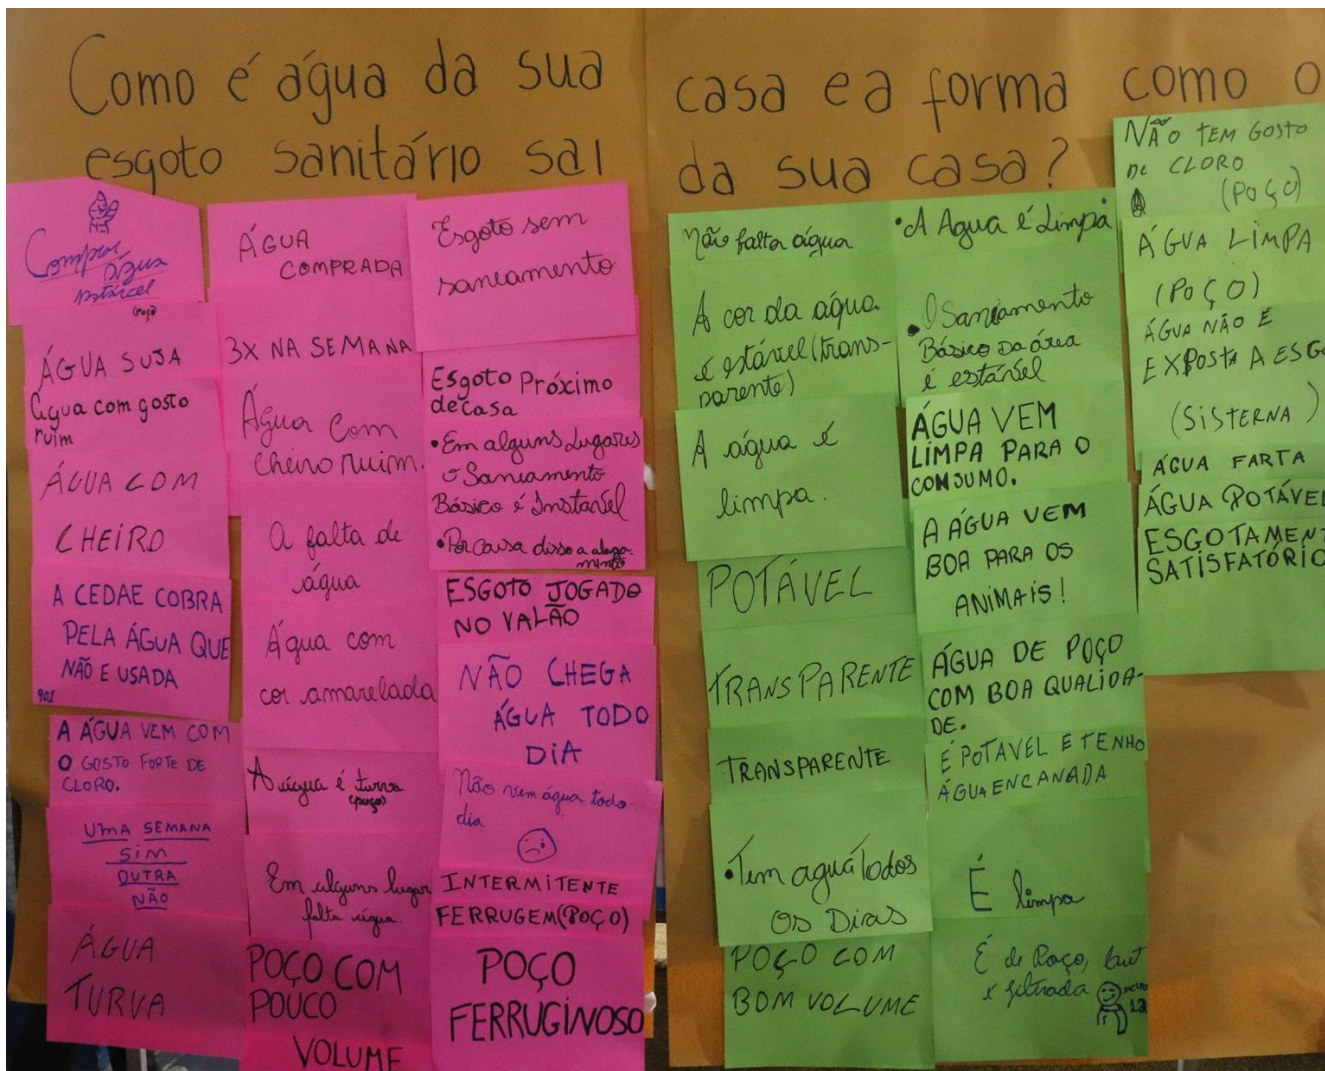 Como é água da sua casa e a forma como o
esgoto sanitário sai da sua casa?
Comprar
água
potável
(Poço)
ÁGUA SUJA
Água com gosto
ruim
ÁGUA COM
CHEIRO
A CEDAE COBRA
PELA ÁGUA QUE
NÃO E USADA
901
A ÁGUA VEM COM
O GOSTO FORTE DE
CLORO.
UMA SEMANA
SIM
OUTRA
NÃO
ÁGUA
TURVA
ÁGUA
COMPRADA
3X NA SEMANA
Água com
cheiro ruim.
A falta de
água
Água com
cor amarelada
A água é turva
(poço)
Em alguns lugar
falta água.
POÇO COM
POUCO
VOLUME
Esgoto sem
saneamento
Esgoto Próximo
de casa
• Em alguns Lugares
o Saneamento
Básico é Instavel
• Por causa disso a alaga-
mento
ESGOTO JOGADO
NO VALÃO
NÃO CHEGA
ÁGUA TODO
DIA
Não vem água todo
dia
INTERMITENTE
FERRUGEM (POÇO)
POÇO
FERRUGINOSO
Não falta água
A cor da água
é estável (trans-
parente)
A água é
limpa.
POTÁVEL
TRANSPARENTE
TRANSPARENTE
• Tem agua Todos
Os Diras
POÇO COM
BOM VOLUME
• A Agua é Limpa
• O Saneamento
Básico Da área
é estável
ÁGUA VEM
LIMPA PARA O
CONSUMO.
A ÁGUA VEM
BOA PARA OS
ANIMAIS!
ÁGUA DE POÇO
COM BOA QUALIDA-
DE.
E POTAVEL E TENHO
ÁGUA ENCANADA
É limpa
É de Poço, but
é filtrada
NÃO TEM GOSTO
DE CLORO
(POÇO)
ÁGUA LIMPA
(POÇO)
ÁGUA NÃO E
EXPOSTA A ESGO
(SISTERNA)
ÁGUA FARTA
ÁGUA POTÁVEL
ESGOTAMENT
SATISFATÓRIO